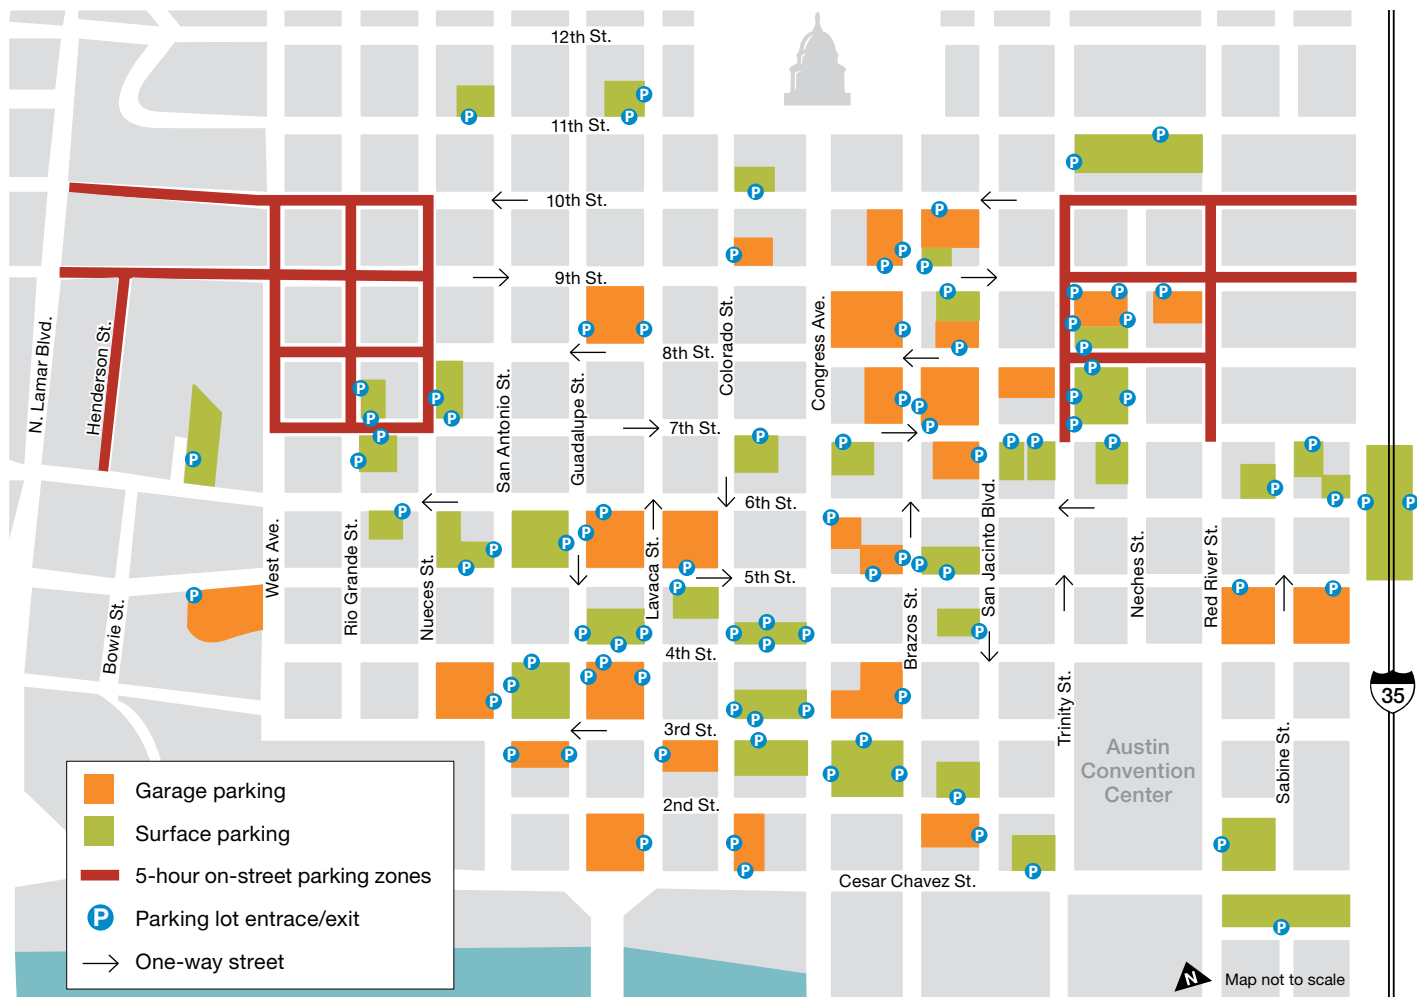 12th St.
11th St.
10th St.
9th St.
8th St.
7th St.
6th St.
5th St.
4th St.
3rd St.
2nd St.
Cesar Chavez St.
N. Lamar Blvd.
Henderson St.
Bowie St.
West Ave.
Rio Grande St.
Nueces St.
San Antonio St.
Guadalupe St.
Lavaca St.
Colorado St.
Congress Ave.
Brazos St.
San Jacinto Blvd.
Trinity St.
Neches St.
Red River St.
Sabine St.
35
Austin
Convention
Center
Garage parking
Surface parking
5-hour on-street parking zones
P Parking lot entrace/exit
One-way street
N Map not to scale